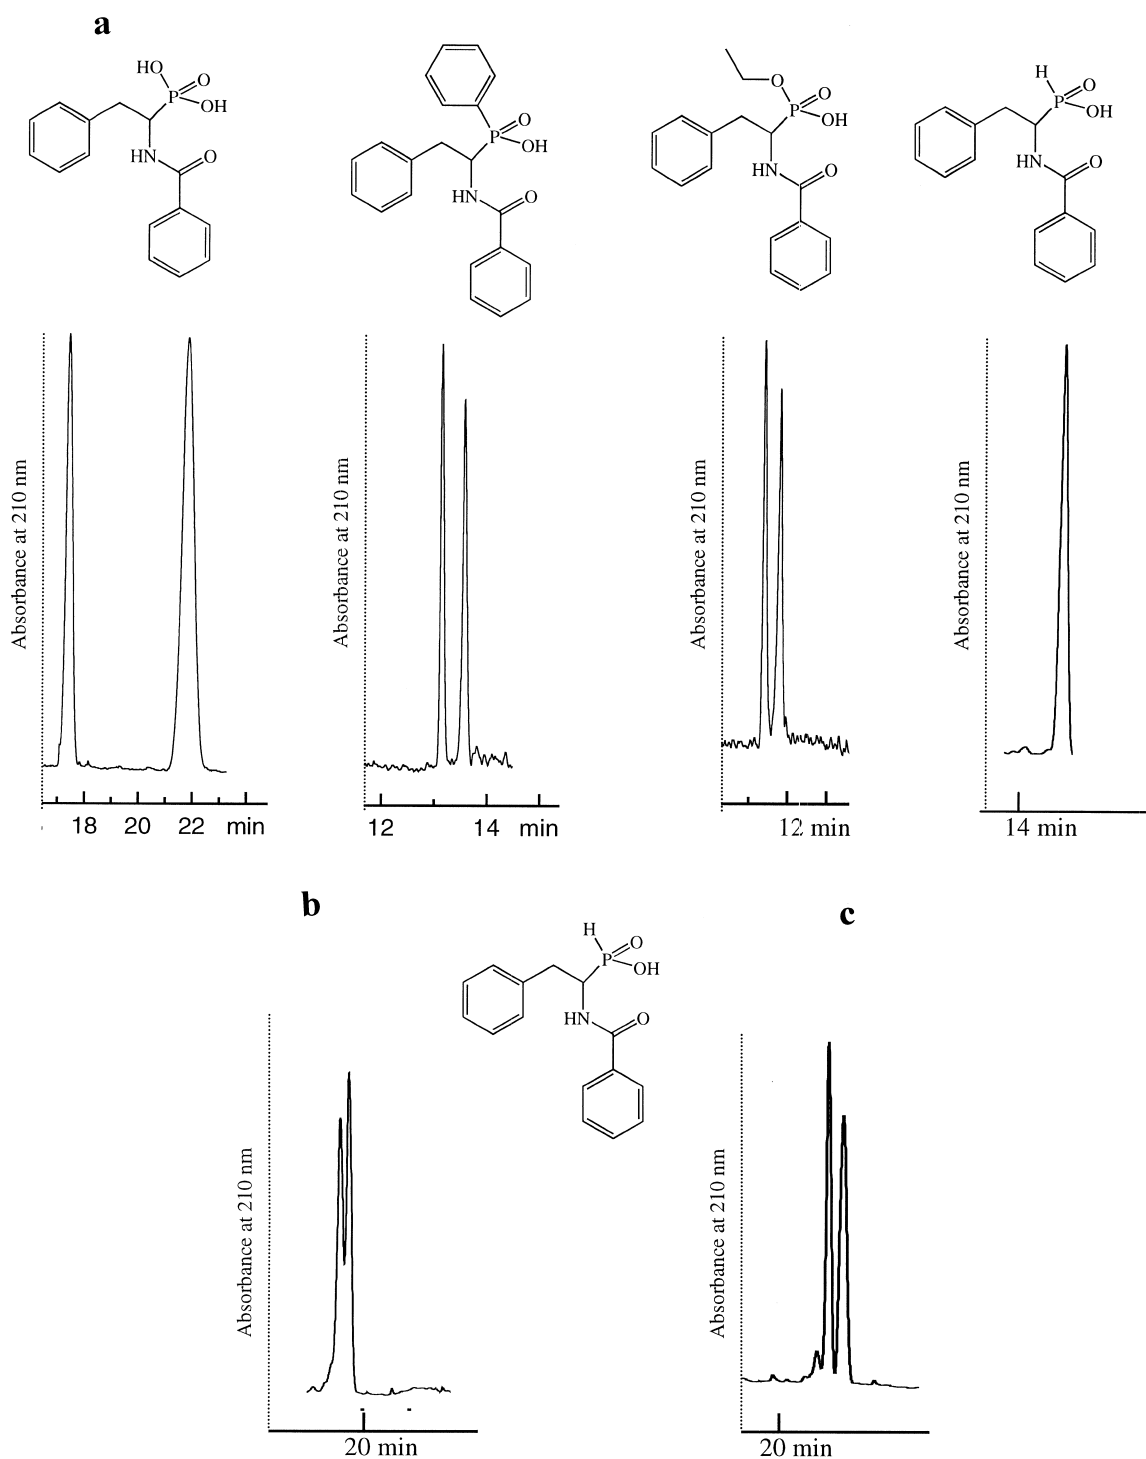 a
HO
P
O
OH
HN
O
P
O
OH
HN
O
O
P
O
OH
HN
O
H
P
O
OH
HN
O
Absorbance at 210 nm
Absorbance at 210 nm
Absorbance at 210 nm
Absorbance at 210 nm
18 20 22 min
12 14 min
12 min
14 min
b
c
H
P
O
OH
HN
O
Absorbance at 210 nm
Absorbance at 210 nm
20 min
20 min